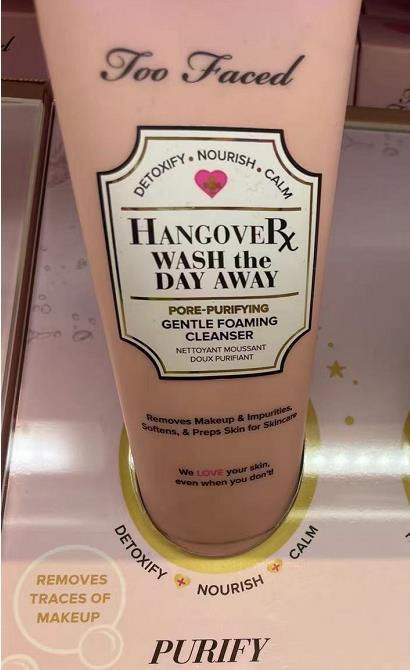 Too Faced
DETOXIFY • NOURISH • CALM
HANGOVERx
WASH the
DAY AWAY
PORE-PURIFYING
GENTLE FOAMING
CLEANSER
NETTOYANT MOUSSANT
DOUX PURIFIANT
Removes Makeup & Impurities,
Softens, & Preps Skin for Skincare
We LOVE your skin,
even when you don't!
DETOXIFY NOURISH CALM
REMOVES
TRACES OF
MAKEUP
PURIFY